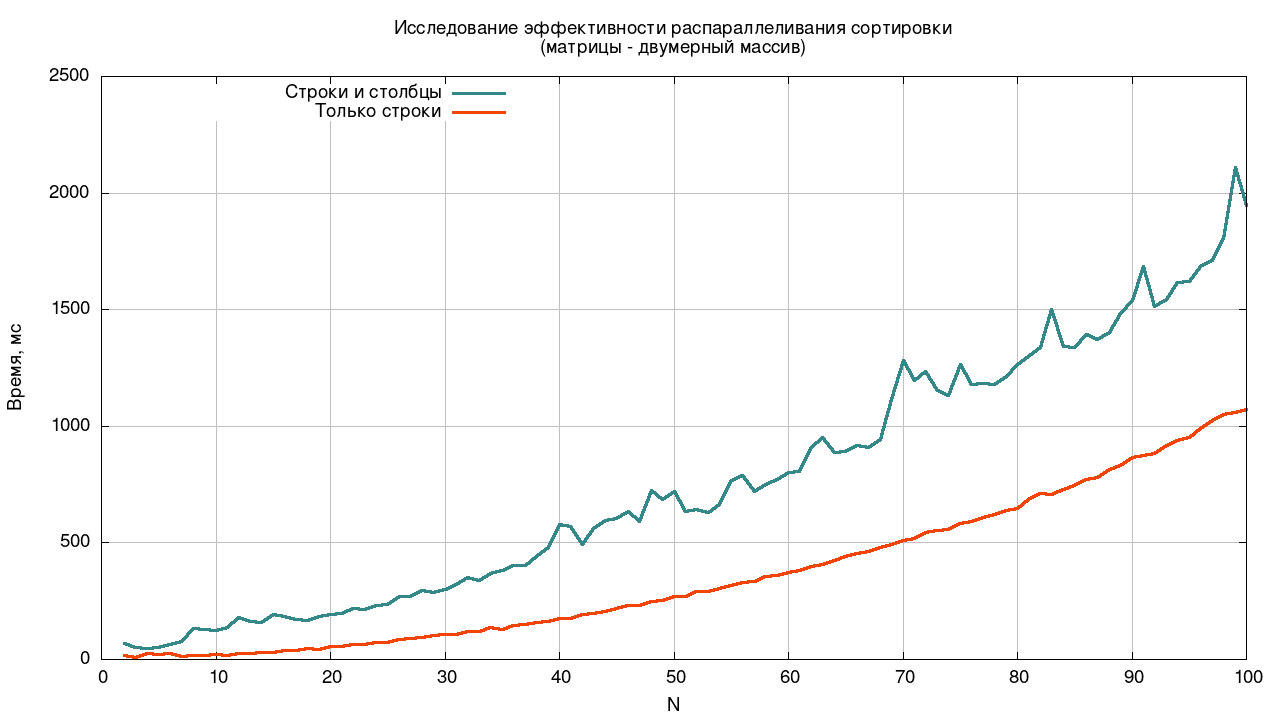 Исследование эффективности распараллеливания сортировки
(матрицы - двумерный массив)
Строки и столбцы
Только строки
2500
2000
1500
1000
500
0
Время, мс
0 10 20 30 40 50 60 70 80 90 100
N